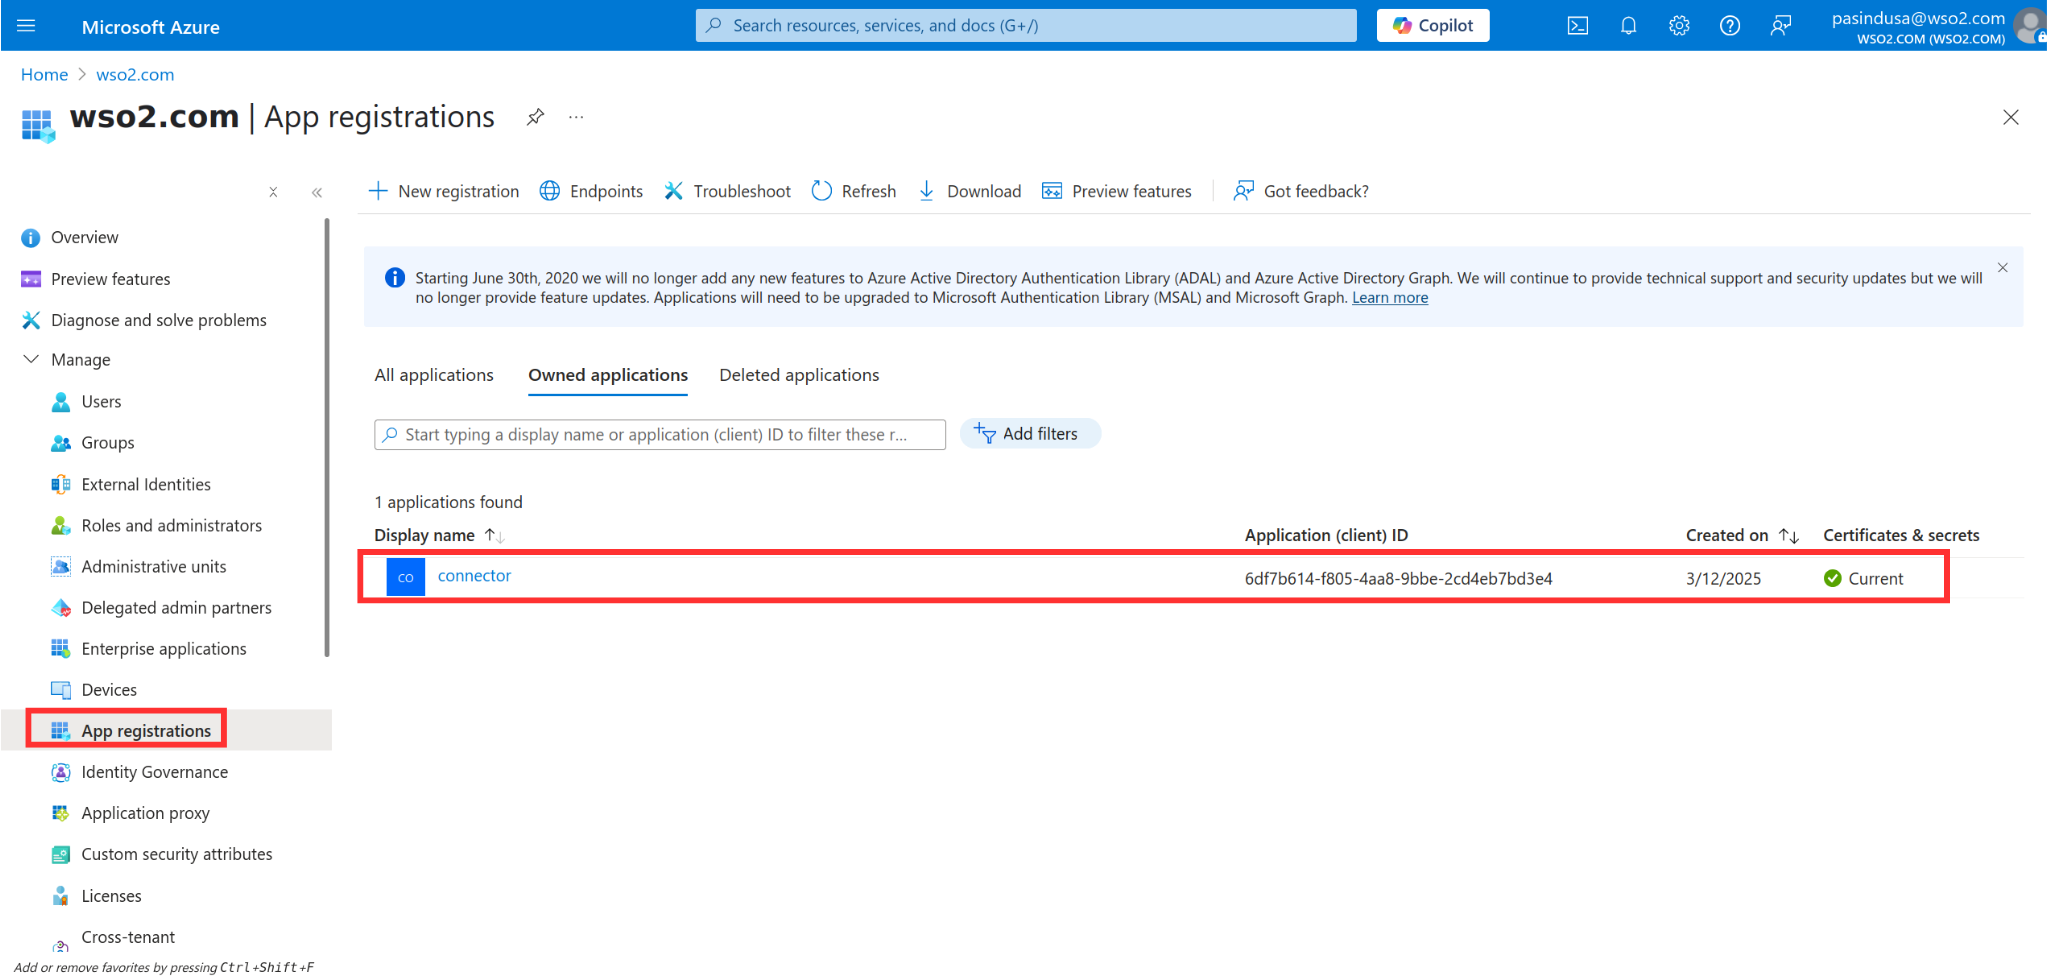 Microsoft Azure
Search resources, services, and docs (G+/)
Copilot
pasindusa@wso2.com
WSO2.COM (WSO2.COM)
Home > wso2.com
wso2.com | App registrations
New registration
Endpoints
Troubleshoot
Refresh
Download
Preview features
Got feedback?
Overview
Preview features
Diagnose and solve problems
Manage
Users
Groups
External Identities
Roles and administrators
Administrative units
Delegated admin partners
Enterprise applications
Devices
App registrations
Identity Governance
Application proxy
Custom security attributes
Licenses
Cross-tenant
Add or remove favorites by pressing Ctrl+Shift+F
Starting June 30th, 2020 we will no longer add any new features to Azure Active Directory Authentication Library (ADAL) and Azure Active Directory Graph. We will continue to provide technical support and security updates but we will
no longer provide feature updates. Applications will need to be upgraded to Microsoft Authentication Library (MSAL) and Microsoft Graph. Learn more
All applications
Owned applications
Deleted applications
Start typing a display name or application (client) ID to filter these r...
Add filters
1 applications found
Display name
Application (client) ID
Created on
Certificates & secrets
CO
connector
6df7b614-f805-4aa8-9bbe-2cd4eb7bd3e4
3/12/2025
Current